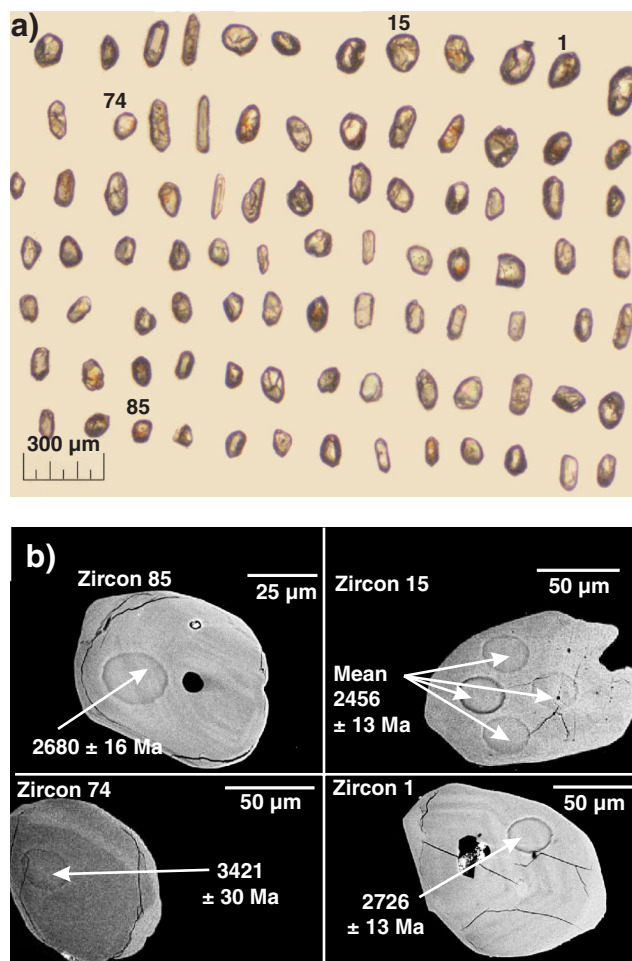 a)
15
1
74
85
300 µm
b)
Zircon 85
25 µm
2680 ± 16 Ma
Zircon 15
50 µm
Mean
2456
± 13 Ma
Zircon 74
50 µm
3421
± 30 Ma
Zircon 1
50 µm
2726
± 13 Ma